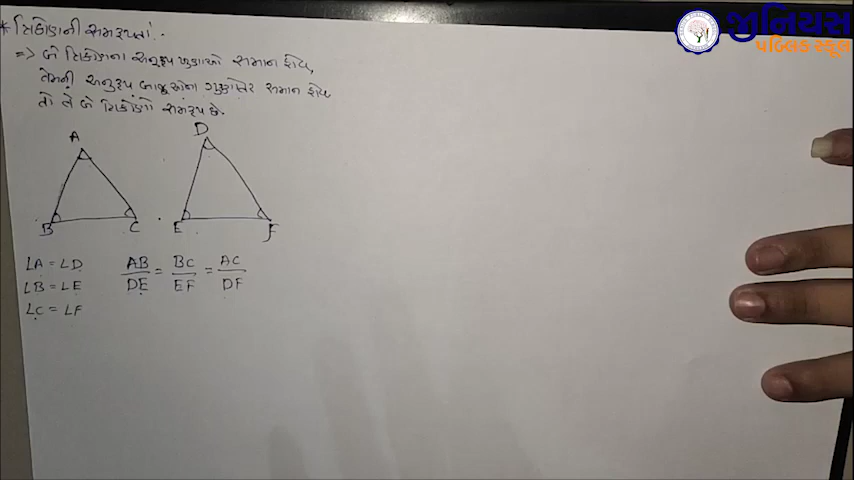 * ત્રિકોણની સમરૂપતા :-
=> બે ત્રિકોણના અનુરૂપ ખૂણાઓ સમાન હોય,
તેમની અનુરૂપ બાજુઓના ગુણોત્તર સમાન હોય
તો તે બે ત્રિકોણો સમરૂપ છે.
A D
B C E F
∠A = ∠D
∠B = ∠E
∠C = ∠F
AB/DE = BC/EF = AC/DF
જીનિયસ
પબ્લિક સ્કૂલ